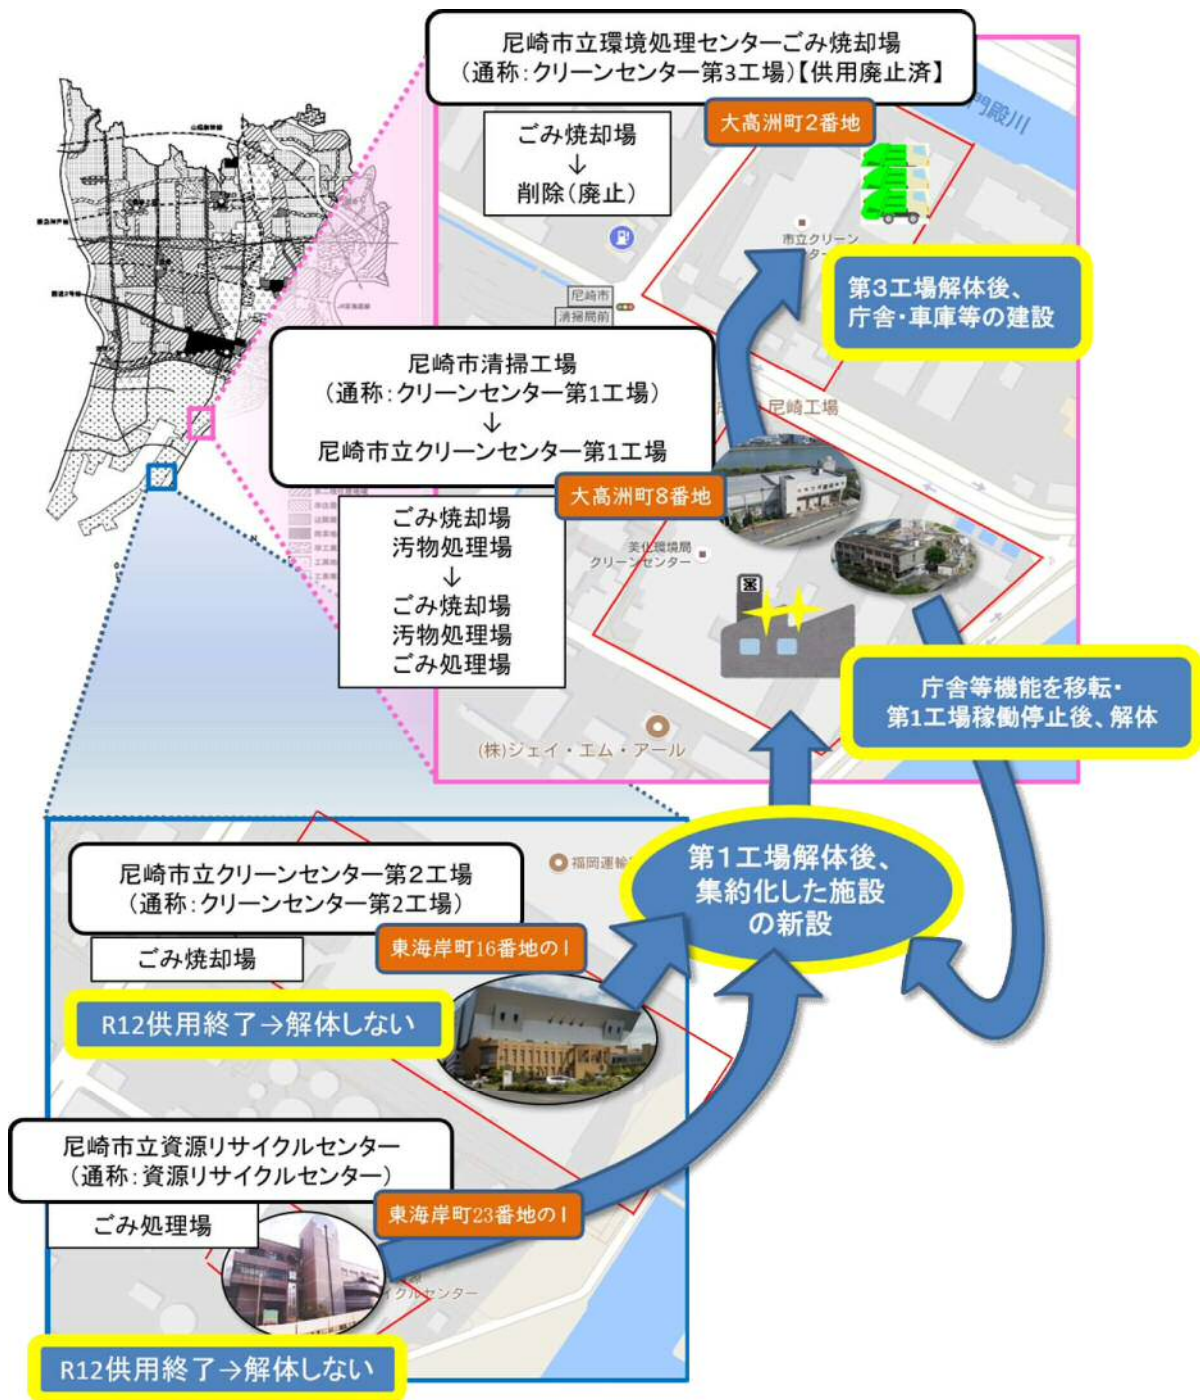 尼崎市立環境処理センターごみ焼却場
(通称:クリーンセンター第3工場)【供用廃止済】
大高洲町2番地
ごみ焼却場
↓
削除(廃止)
市立クリーン
第3工場解体後、
庁舎・車庫等の建設
尼崎市
清掃局前
尼崎市清掃工場
(通称:クリーンセンター第1工場)
↓
尼崎市立クリーンセンター第1工場
尼崎工場
大高洲町8番地
ごみ焼却場
汚物処理場
↓
ごみ焼却場
汚物処理場
ごみ処理場
美化環境局
クリーンセンター
庁舎等機能を移転・
第1工場稼働停止後、解体
(株)ジェイ・エム・アール
第1工場解体後、
集約化した施設
の新設
福岡運輸
尼崎市立クリーンセンター第2工場
(通称:クリーンセンター第2工場)
東海岸町16番地の1
ごみ焼却場
R12供用終了→解体しない
尼崎市立資源リサイクルセンター
(通称:資源リサイクルセンター)
東海岸町23番地の1
ごみ処理場
イクルセンター
R12供用終了→解体しない